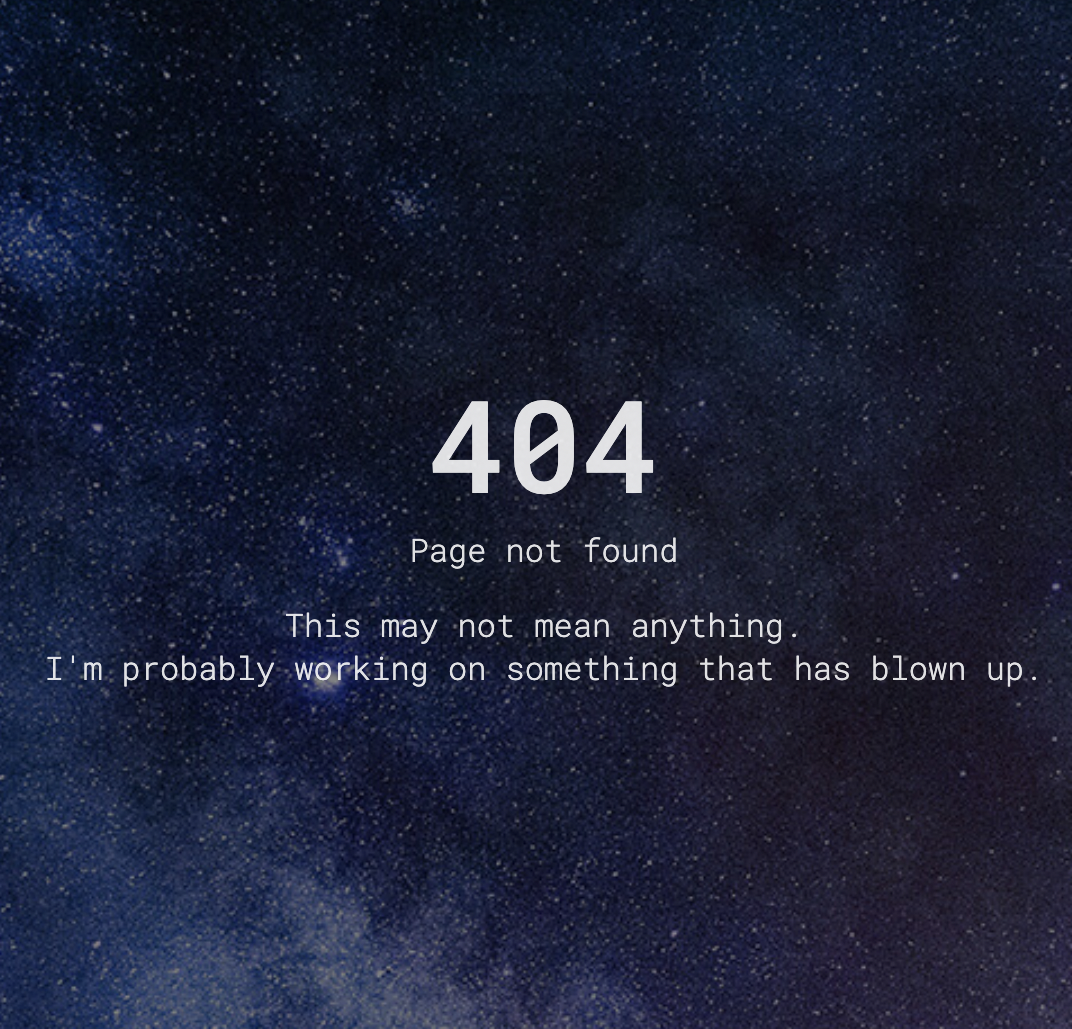 404
Page not found
This may not mean anything.
I'm probably working on something that has blown up.